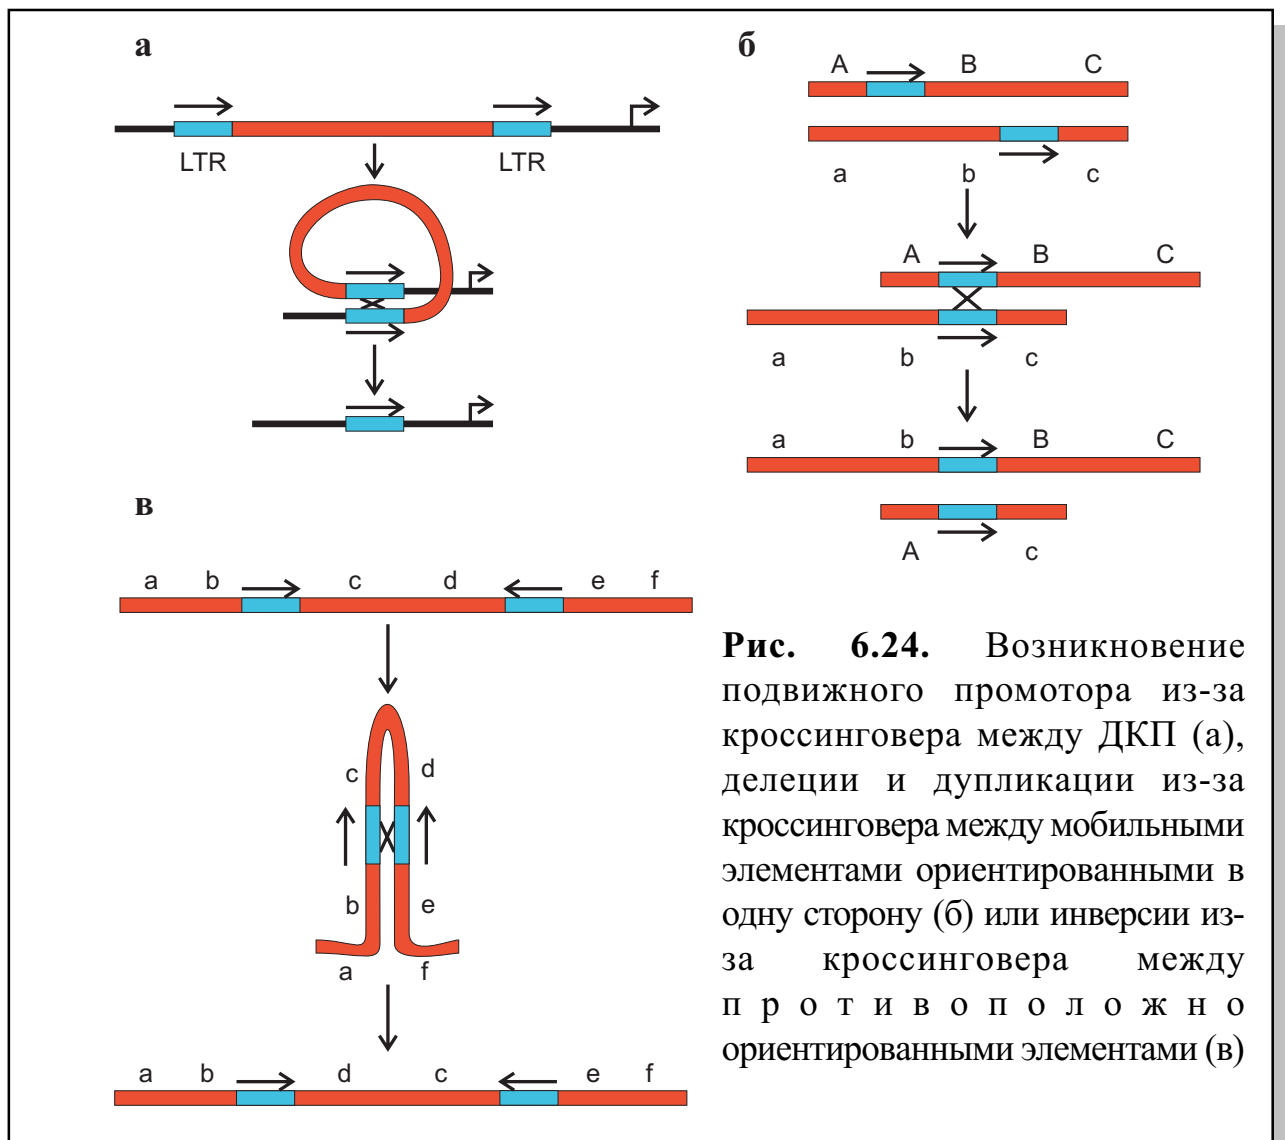 а
LTR
LTR
б
A B C
a b c
A B C
a b c
a b B C
A c
в
a b c d e f
c d
b e
a f
a b d c e f
Рис. 6.24. Возникновение
подвижного промотора из-за
кроссинговера между ДКП (а),
делеции и дупликации из-за
кроссинговера между мобильными
элементами ориентированными в
одну сторону (б) или инверсии из-
за кроссинговера между
противоположно
ориентированными элементами (в)